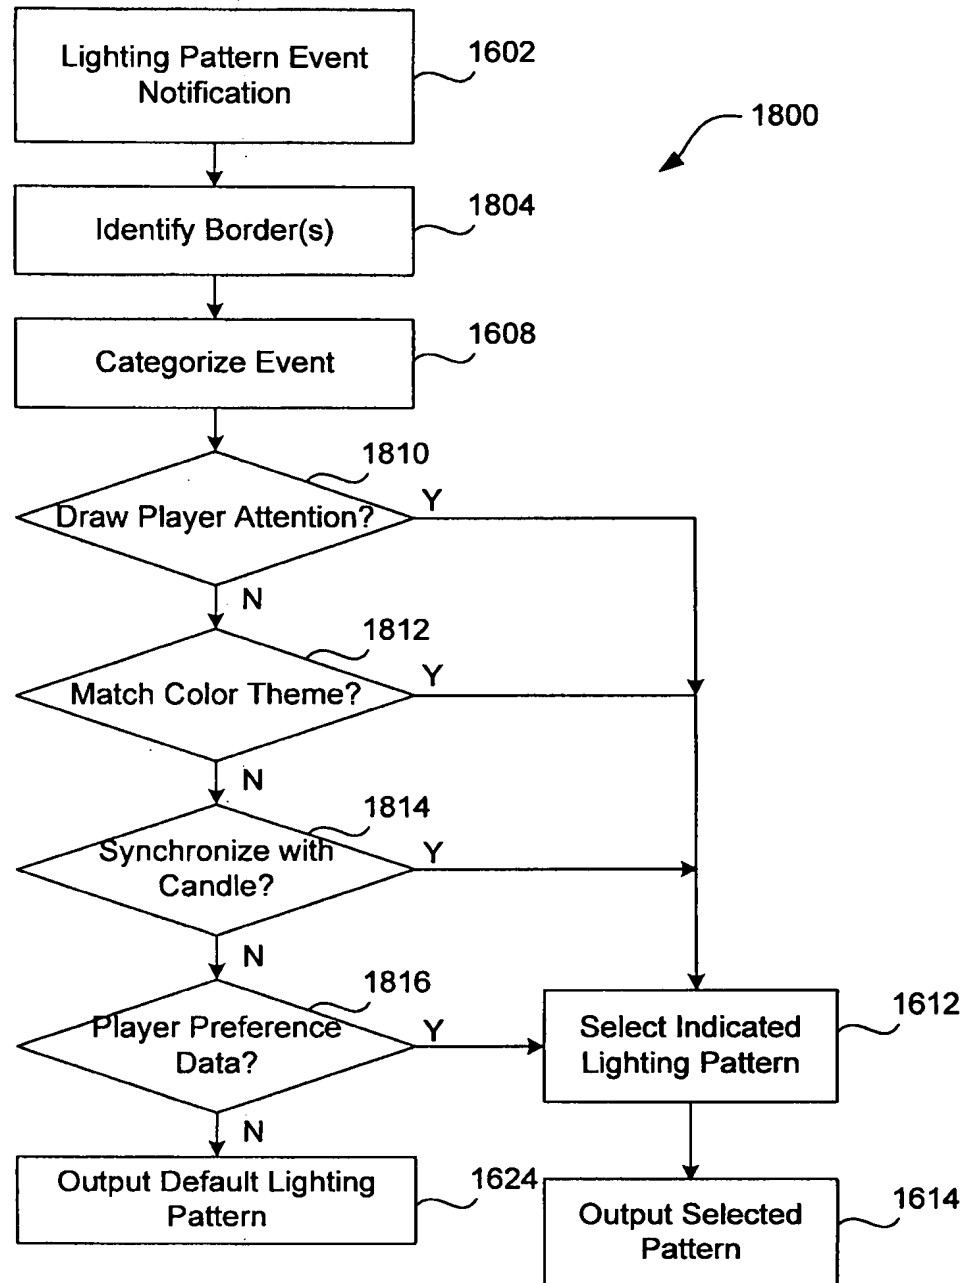 Lighting Pattern Event
Notification
1602
1800
Identify Border(s)
1804
Categorize Event
1608
1810
Draw Player Attention?
Y
N
1812
Match Color Theme?
Y
N
1814
Synchronize with
Candle?
Y
N
1816
Player Preference
Data?
Y
N
Select Indicated
Lighting Pattern
1612
Output Default Lighting
Pattern
1624
Output Selected
Pattern
1614